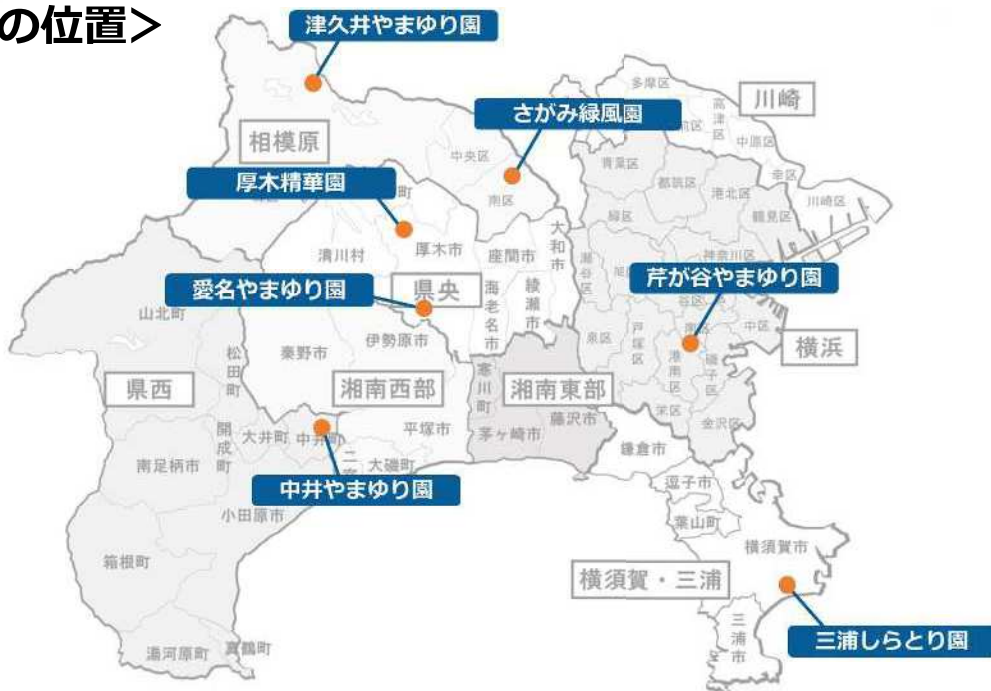 の位置>
津久井やまゆり園
さがみ緑風園
厚木精華園
愛名やまゆり園
芹が谷やまゆり園
中井やまゆり園
三浦しらとり園
相模原
川崎
県央
横浜
県西
湘南西部
湘南東部
横須賀・三浦
多摩区
高津区
中原区
幸区
川崎区
中央区
南区
青葉区
都筑区
港北区
鶴見区
緑区
神奈川区
瀬谷区
泉区
戸塚区
南区
中区
港南区
磯子区
栄区
金沢区
清川村
厚木市
座間市
大和市
海老名市
綾瀬市
山北町
松田町
秦野市
伊勢原市
寒川町
藤沢市
茅ヶ崎市
平塚市
大磯町
開成町
大井町
中井町
南足柄市
小田原市
箱根町
湯河原町
真鶴町
鎌倉市
逗子市
葉山町
横須賀市
三浦市